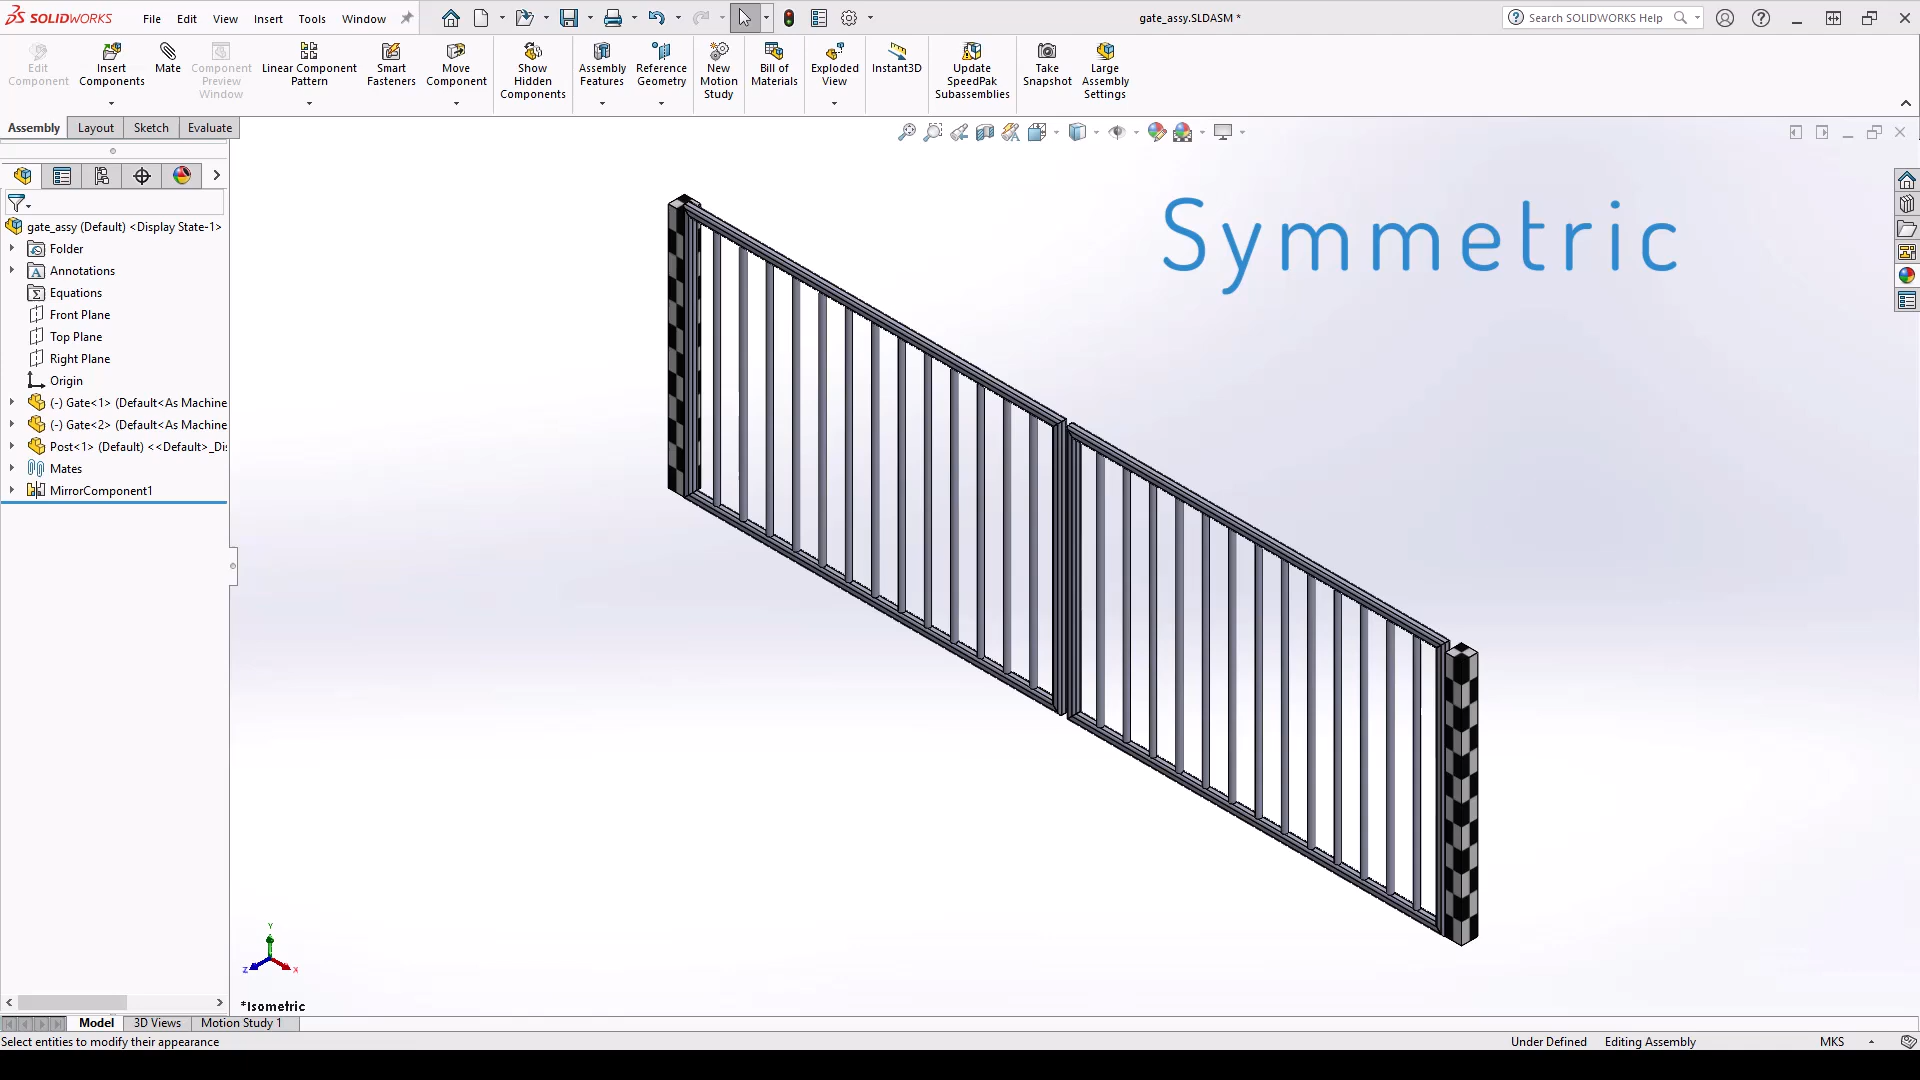 SOLIDWORKS File Edit View Insert Tools Window gate_assy.SLDASM * Search SOLIDWORKS Help
Edit Component
Insert Components
Mate
Component Preview Window
Linear Component Pattern
Smart Fasteners
Move Component
Show Hidden Components
Assembly Features
Reference Geometry
New Motion Study
Bill of Materials
Exploded View
Instant3D
Update SpeedPak Subassemblies
Take Snapshot
Large Assembly Settings
Assembly Layout Sketch Evaluate
gate_assy (Default) <Display State-1>
Folder
Annotations
Equations
Front Plane
Top Plane
Right Plane
Origin
(-) Gate<1> (Default<As Machine
(-) Gate<2> (Default<As Machine
Post<1> (Default) <<Default>_Di
Mates
MirrorComponent1
Symmetric
Y
Z X
*Isometric
Model 3D Views Motion Study 1
Select entities to modify their appearance Under Defined Editing Assembly MKS